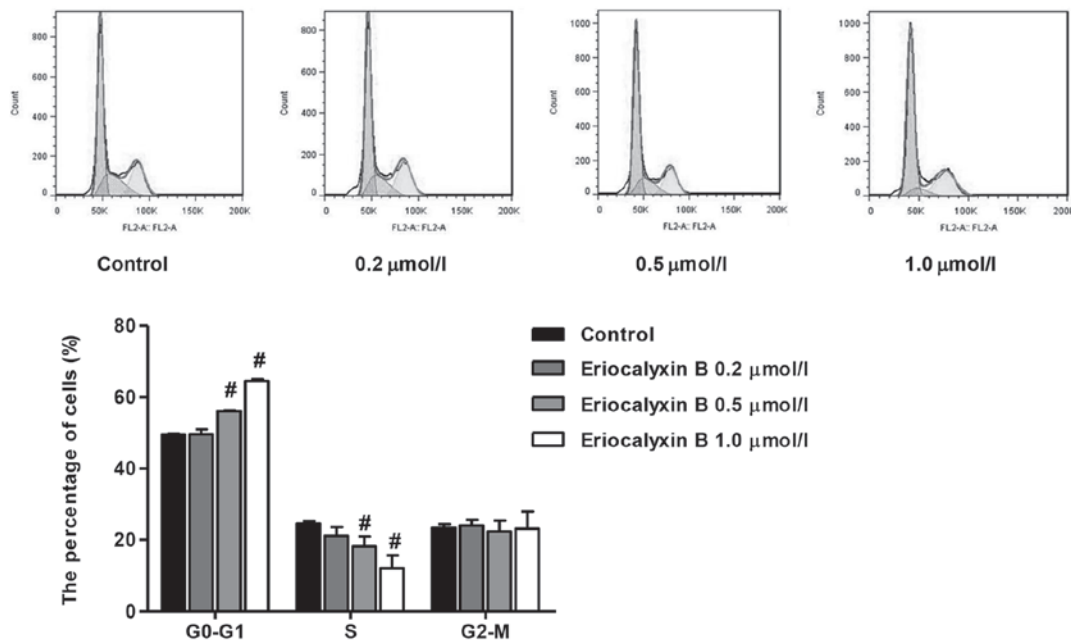 800
600
400
200
0
Count
0 50K 100K 150K 200K
FL2-A:: FL2-A
Control
800
600
400
200
0
Count
0 50K 100K 150K 200K
FL2-A:: FL2-A
0.2 μmol/l
1000
800
600
400
200
0
Count
0 50K 100K 150K 200K
FL2-A:: FL2-A
0.5 μmol/l
1000
800
600
400
200
0
Count
0 50K 100K 150K 200K
FL2-A:: FL2-A
1.0 μmol/l
The percentage of cells (%)
80
60
40
20
0
# #
# #
G0-G1 S G2-M
Control
Eriocalyxin B 0.2 μmol/l
Eriocalyxin B 0.5 μmol/l
Eriocalyxin B 1.0 μmol/l